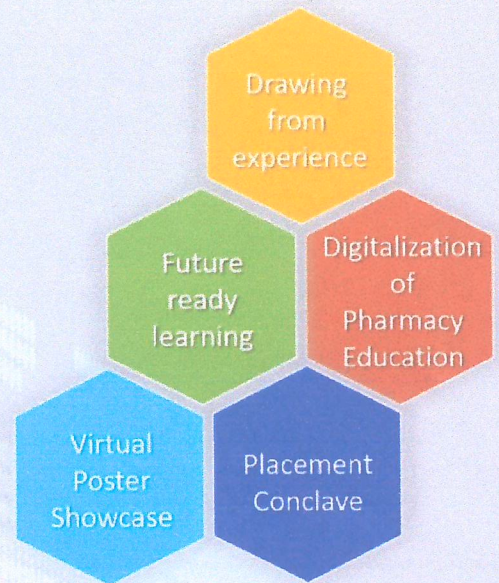 Drawing
from
experience
Future
ready
learning
Digitalization
of
Pharmacy
Education
Virtual
Poster
Showcase
Placement
Conclave